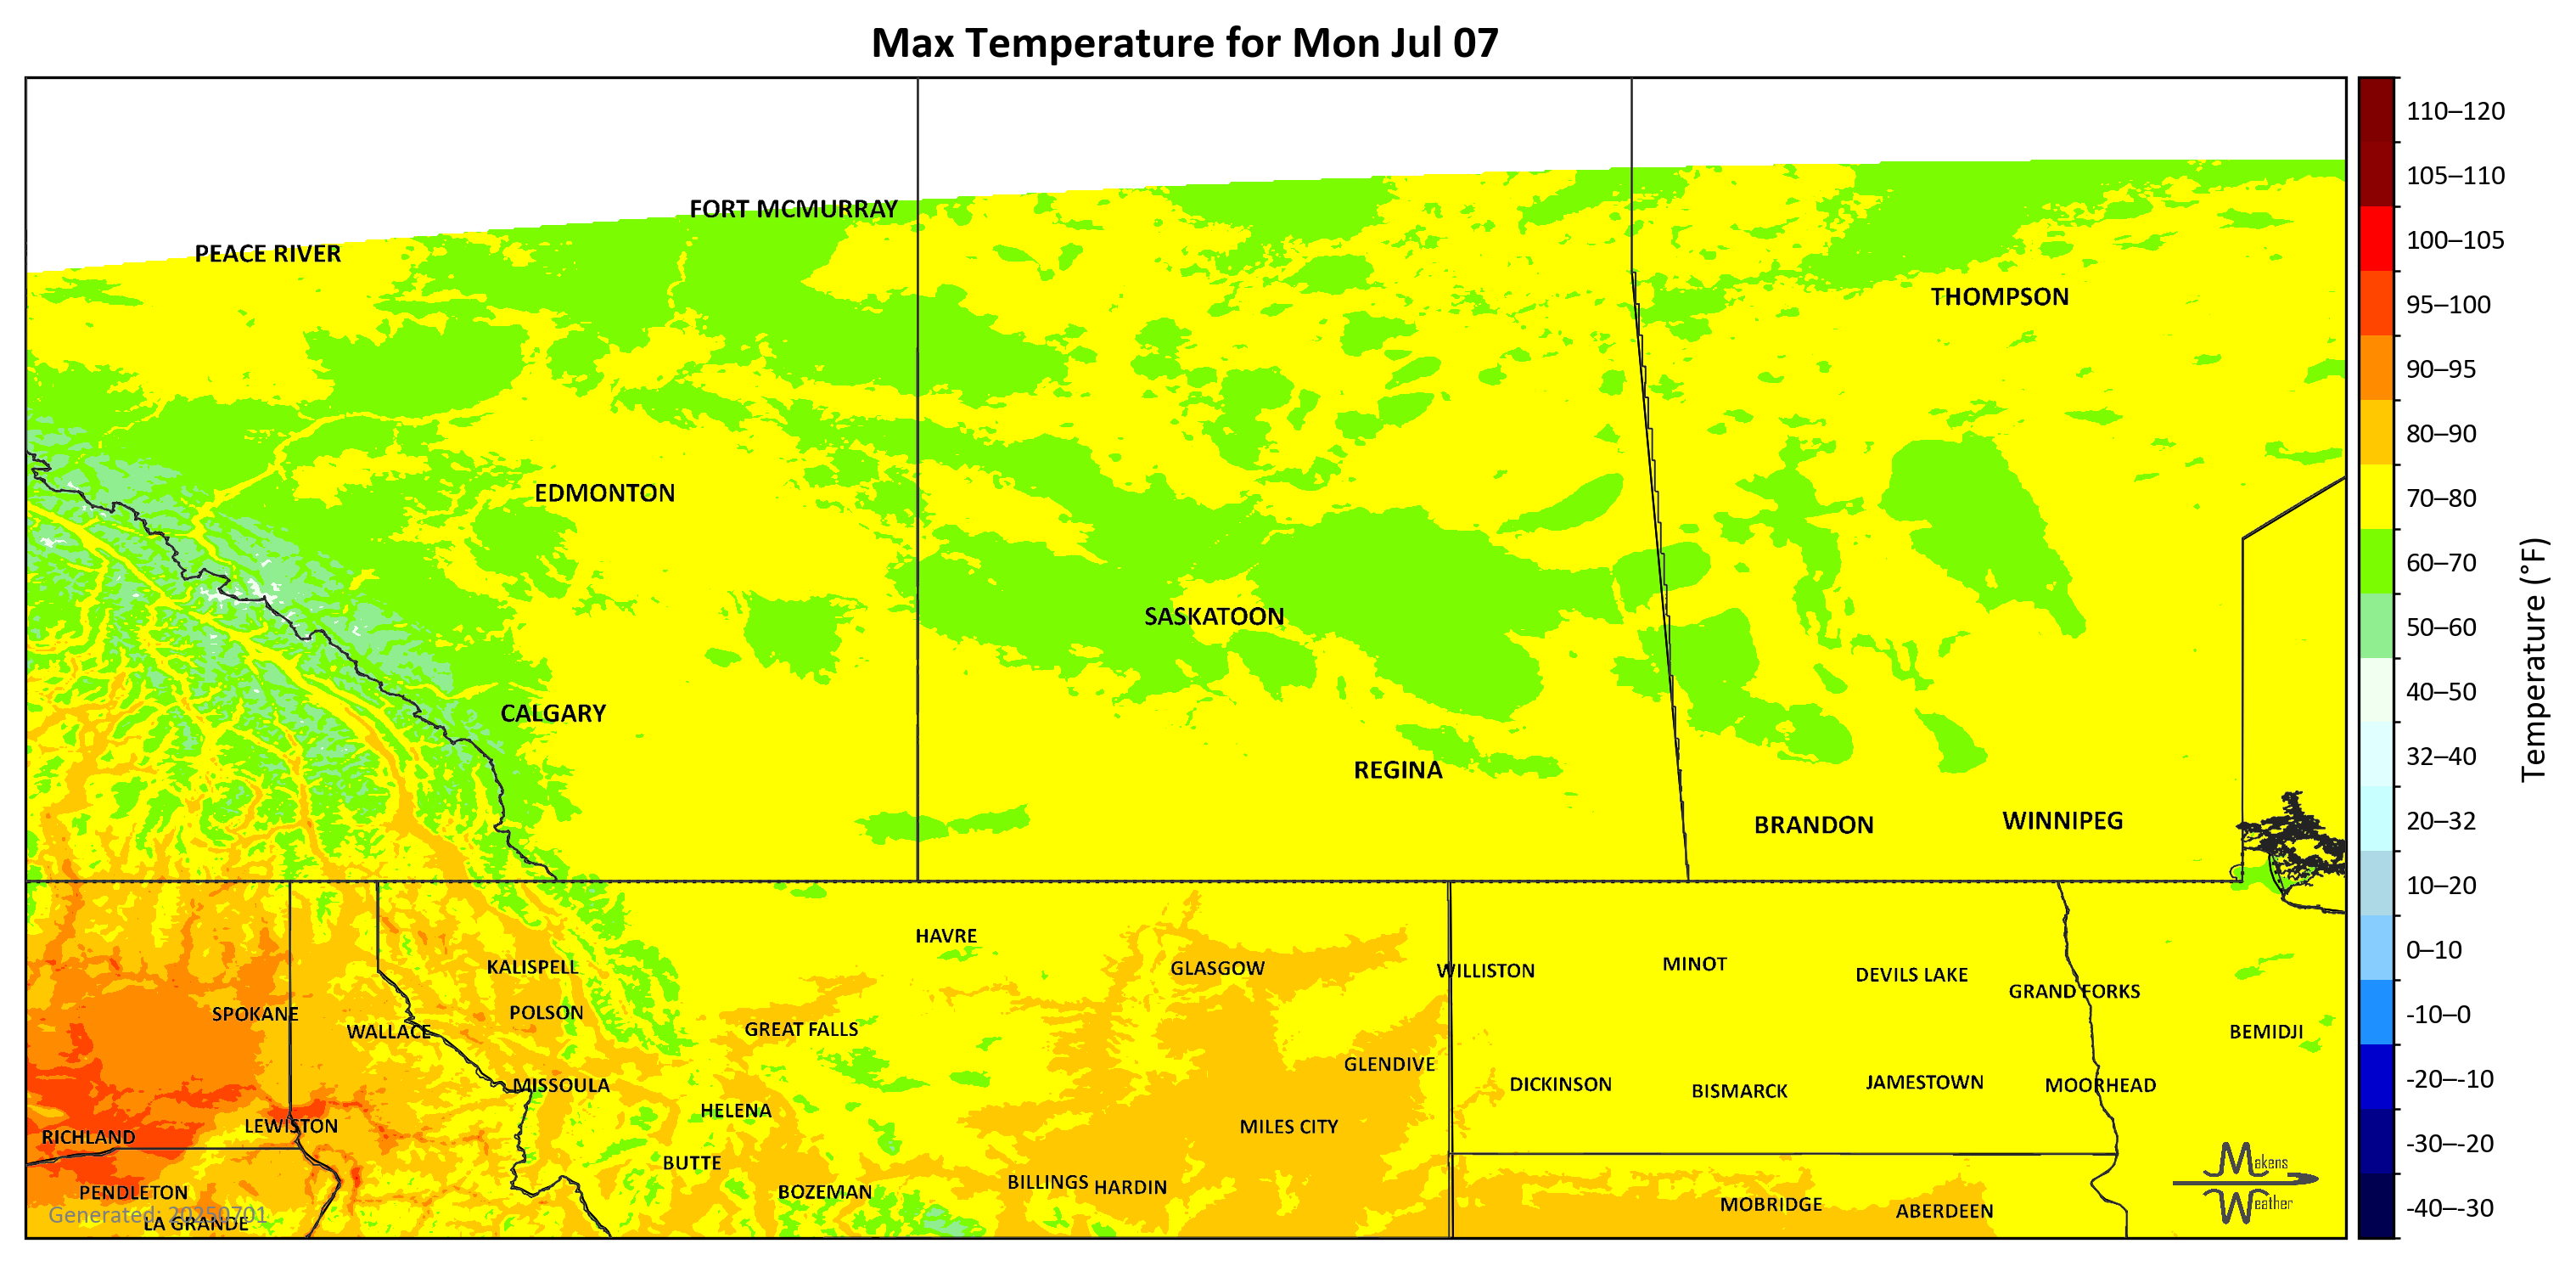 Max Temperature for Mon Jul 07
FORT MCMURRAY
PEACE RIVER
THOMPSON
EDMONTON
SASKATOON
CALGARY
REGINA
BRANDON
WINNIPEG
HAVRE
KALISPELL
GLASGOW
WILLISTON
MINOT
DEVILS LAKE
GRAND FORKS
SPOKANE
POLSON
WALLACE
GREAT FALLS
BEMIDJI
GLENDIVE
MISSOULA
DICKINSON
BISMARCK
JAMESTOWN
MOORHEAD
HELENA
LEWISTON
MILES CITY
RICHLAND
BUTTE
BILLINGS
HARDIN
PENDLETON
BOZEMAN
MOBRIDGE
ABERDEEN
Generated: 20250701
LA GRANDE
Makens
Weather
110–120
105–110
100–105
95–100
90–95
80–90
70–80
60–70
50–60
40–50
32–40
20–32
10–20
0–10
-10–0
-20–-10
-30–-20
-40–-30
Temperature (°F)